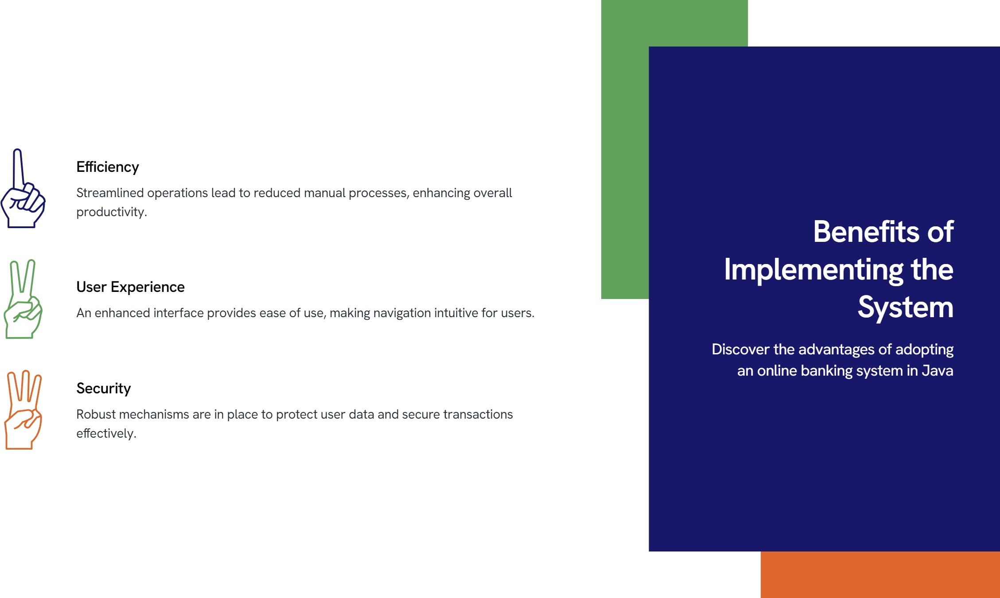 Efficiency
Streamlined operations lead to reduced manual processes, enhancing overall
productivity.
User Experience
An enhanced interface provides ease of use, making navigation intuitive for users.
Security
Robust mechanisms are in place to protect user data and secure transactions
effectively.
Benefits of
Implementing the
System
Discover the advantages of adopting
an online banking system in Java